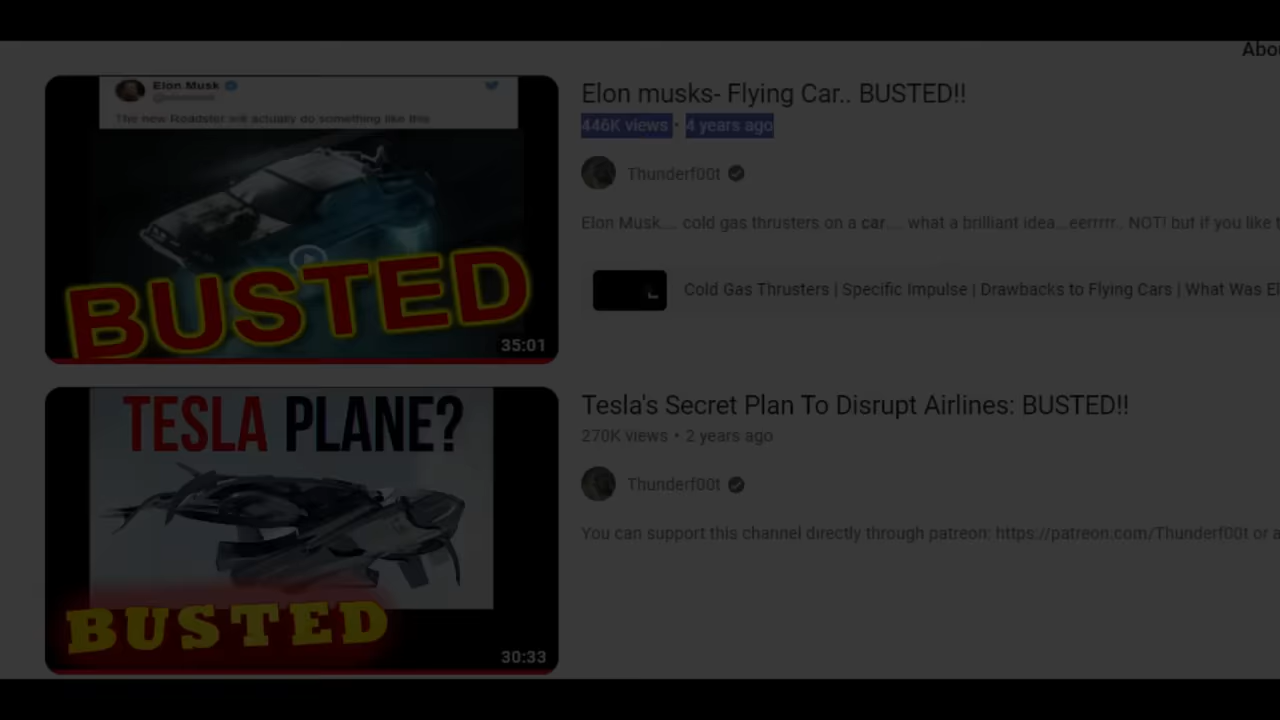 Abo
Elon Musk
The new Roadster will actually do something like this
BUSTED
35:01
Elon musks- Flying Car.. BUSTED!!
446K views • 4 years ago
Thunderf00t
Elon Musk.... cold gas thrusters on a car.... what a brilliant idea...eerrrrr.. NOT! but if you like
Cold Gas Thrusters | Specific Impulse | Drawbacks to Flying Cars | What Was El
TESLA PLANE?
BUSTED
30:33
Tesla's Secret Plan To Disrupt Airlines: BUSTED!!
270K views • 2 years ago
Thunderf00t
You can support this channel directly through patreon: https://patreon.com/Thunderf00t or a